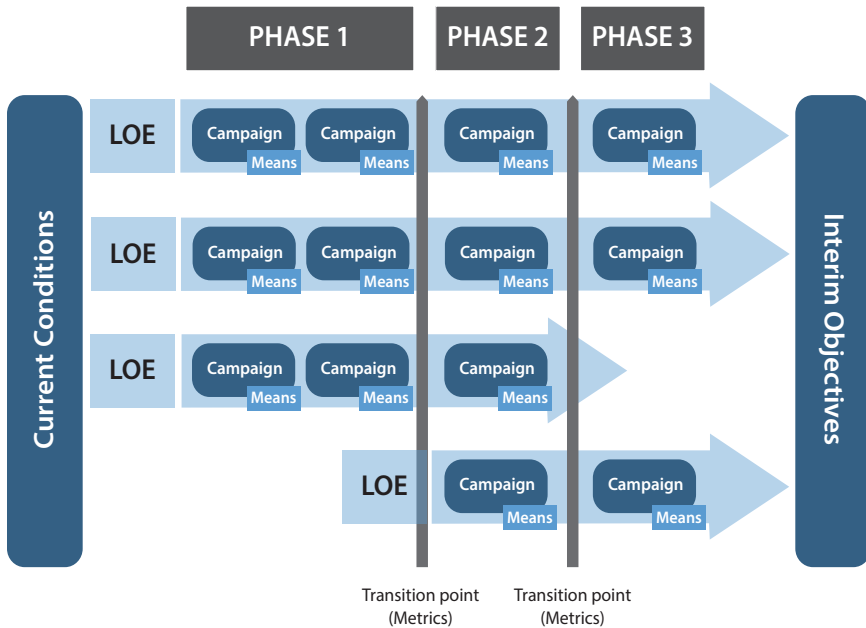 PHASE 1
PHASE 2
PHASE 3
Current Conditions
LOE
Campaign
Means
Campaign
Means
Campaign
Means
Campaign
Means
LOE
Campaign
Means
Campaign
Means
Campaign
Means
Campaign
Means
LOE
Campaign
Means
Campaign
Means
Campaign
Means
LOE
Campaign
Means
Campaign
Means
Interim Objectives
Transition point
(Metrics)
Transition point
(Metrics)